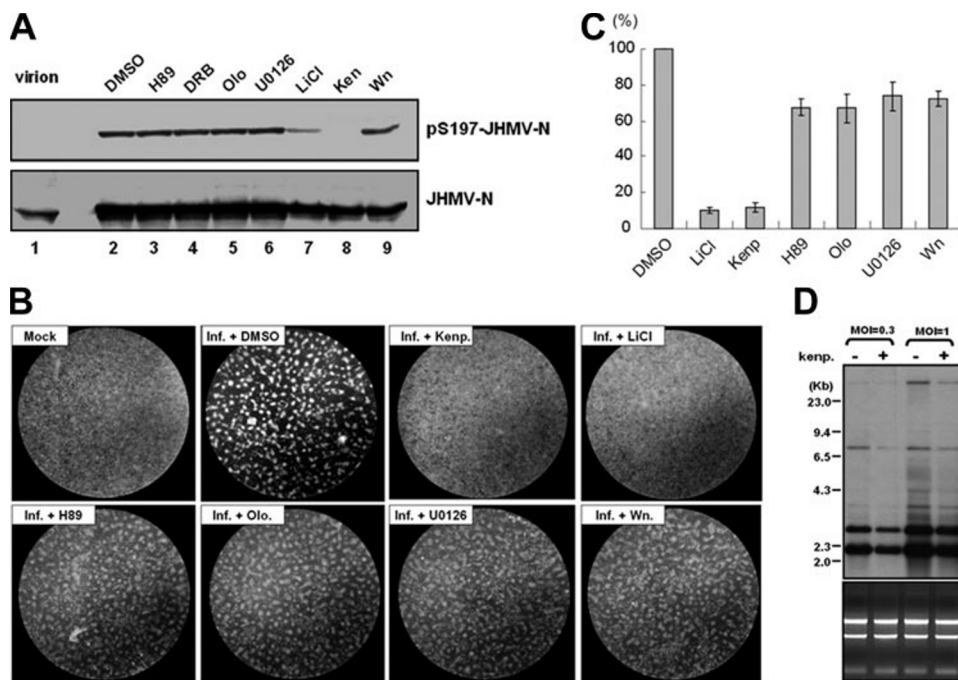 A
virion DMSO H89 DRB Olo U0126 LiCl Ken Wn
pS197-JHMV-N
JHMV-N
1 2 3 4 5 6 7 8 9
B
Mock
Inf. + DMSO
Inf. + Kenp.
Inf. + LiCl
Inf. + H89
Inf. + Olo.
Inf. + U0126
Inf. + Wn.
C (%)
100
80
60
40
20
0
DMSO LiCl Kenp H89 Olo U0126 Wn
D
MOI=0.3 MOI=1
kenp. - + - +
(Kb)
23.0
9.4
6.5
4.3
2.3
2.0